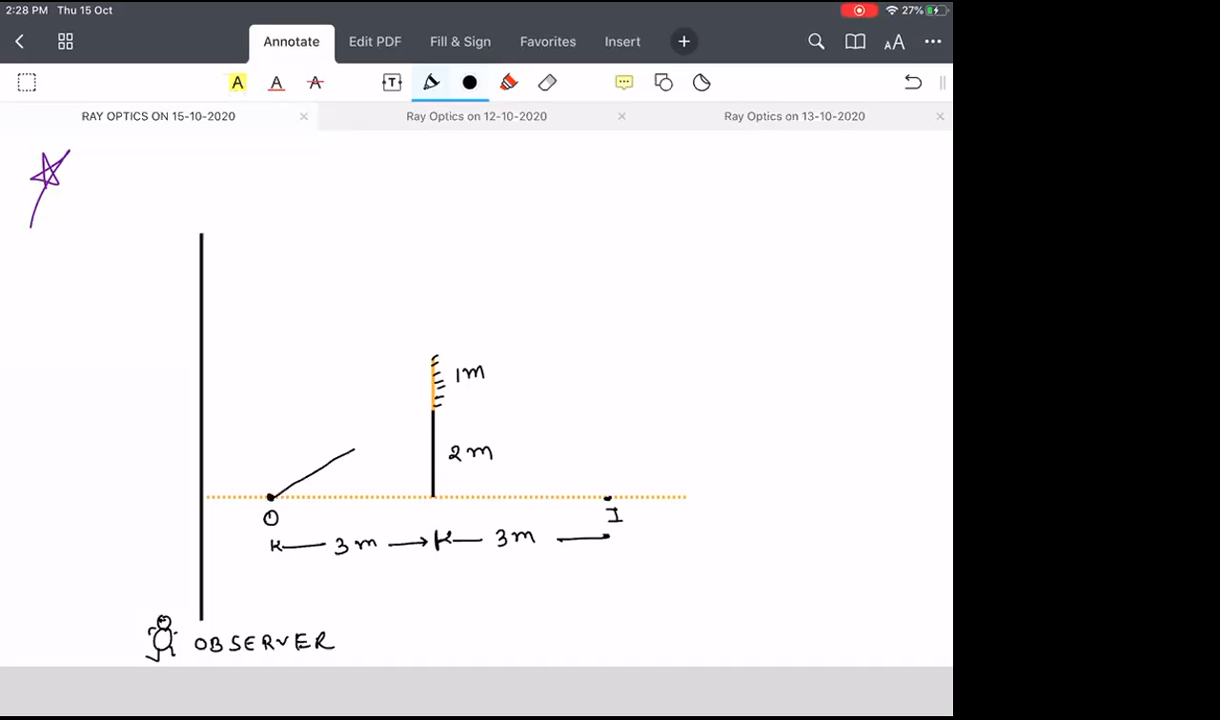 2:28 PM Thu 15 Oct 27%
Annotate Edit PDF Fill & Sign Favorites Insert
A A A T AA
RAY OPTICS ON 15-10-2020 Ray Optics on 12-10-2020 Ray Optics on 13-10-2020
1m
2m
O I
3m 3m
OBSERVER